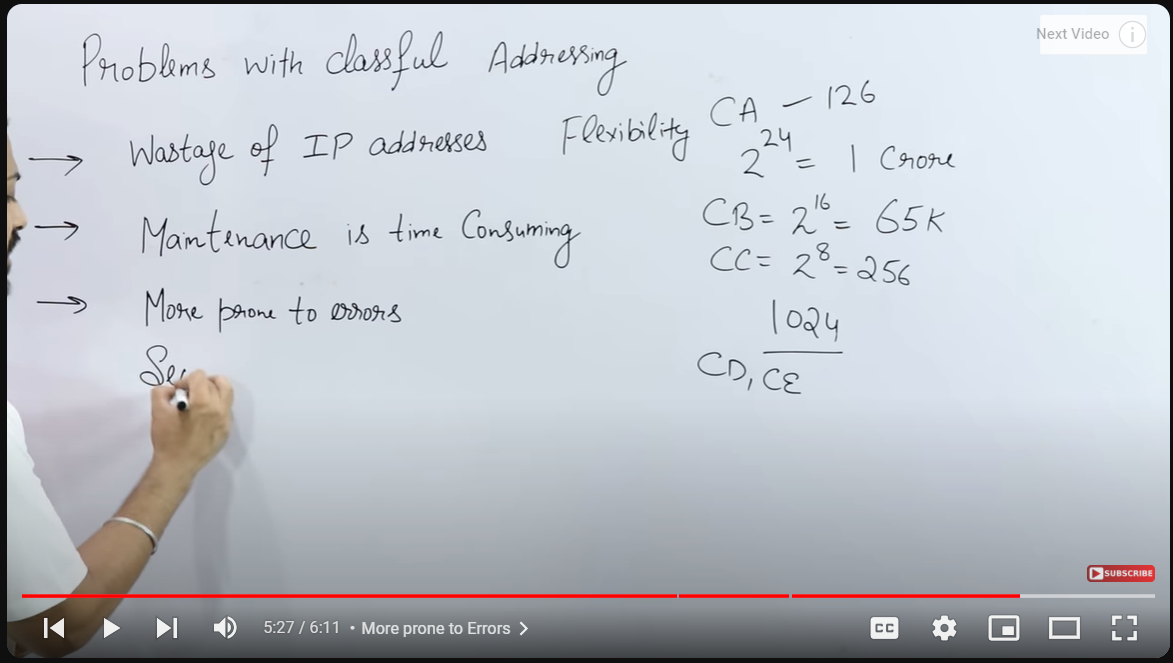 Next Video
Problems with Classful Addressing
CA – 126
Wastage of IP addresses Flexibility
2^24 = 1 Crore
CB = 2^16 = 65K
Maintenance is time Consuming
CC = 2^8 = 256
→ More prone to errors
1024
Se
CD, CE
SUBSCRIBE
5:27 / 6:11 • More prone to Errors
CC